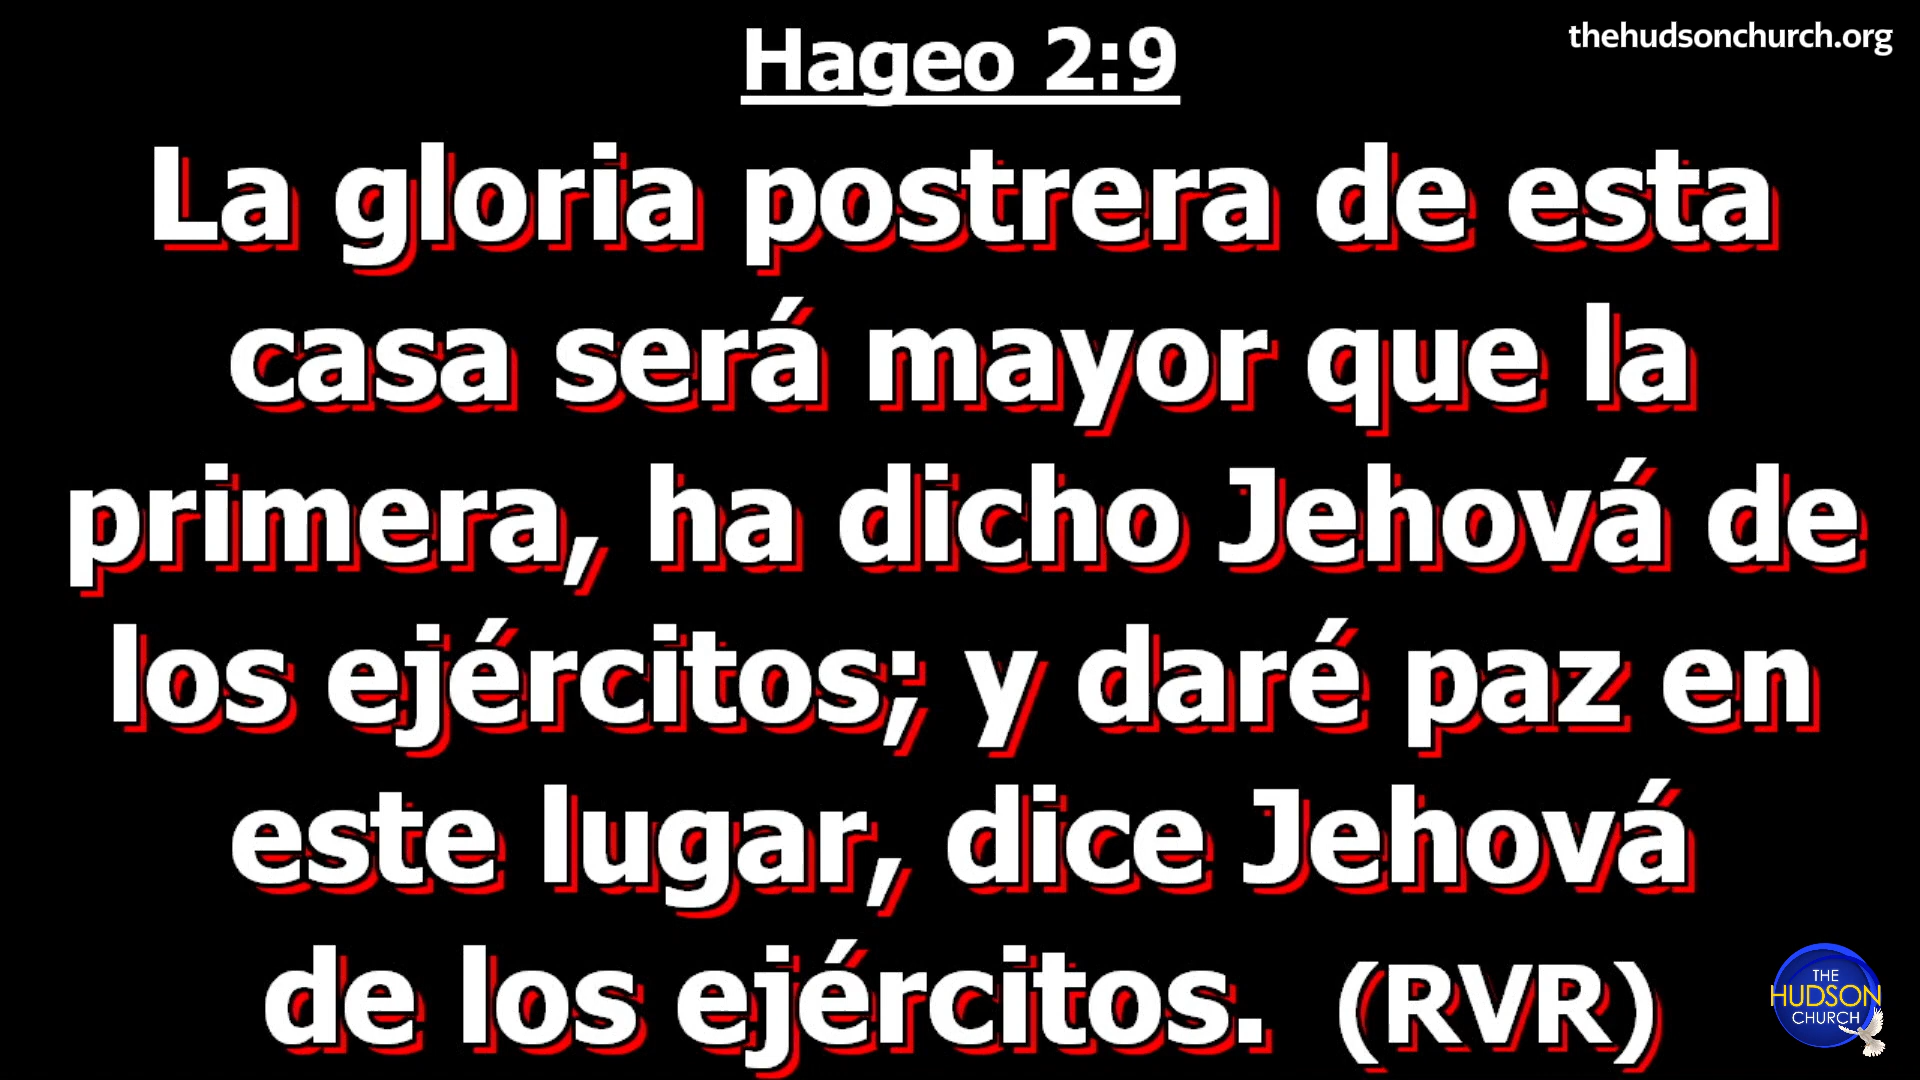 Hageo 2:9
thehudsonchurch.org
La gloria postrera de esta
casa será mayor que la
primera, ha dicho Jehová de
los ejércitos; y daré paz en
este lugar, dice Jehová
de los ejércitos. (RVR)
THE
HUDSON
CHURCH